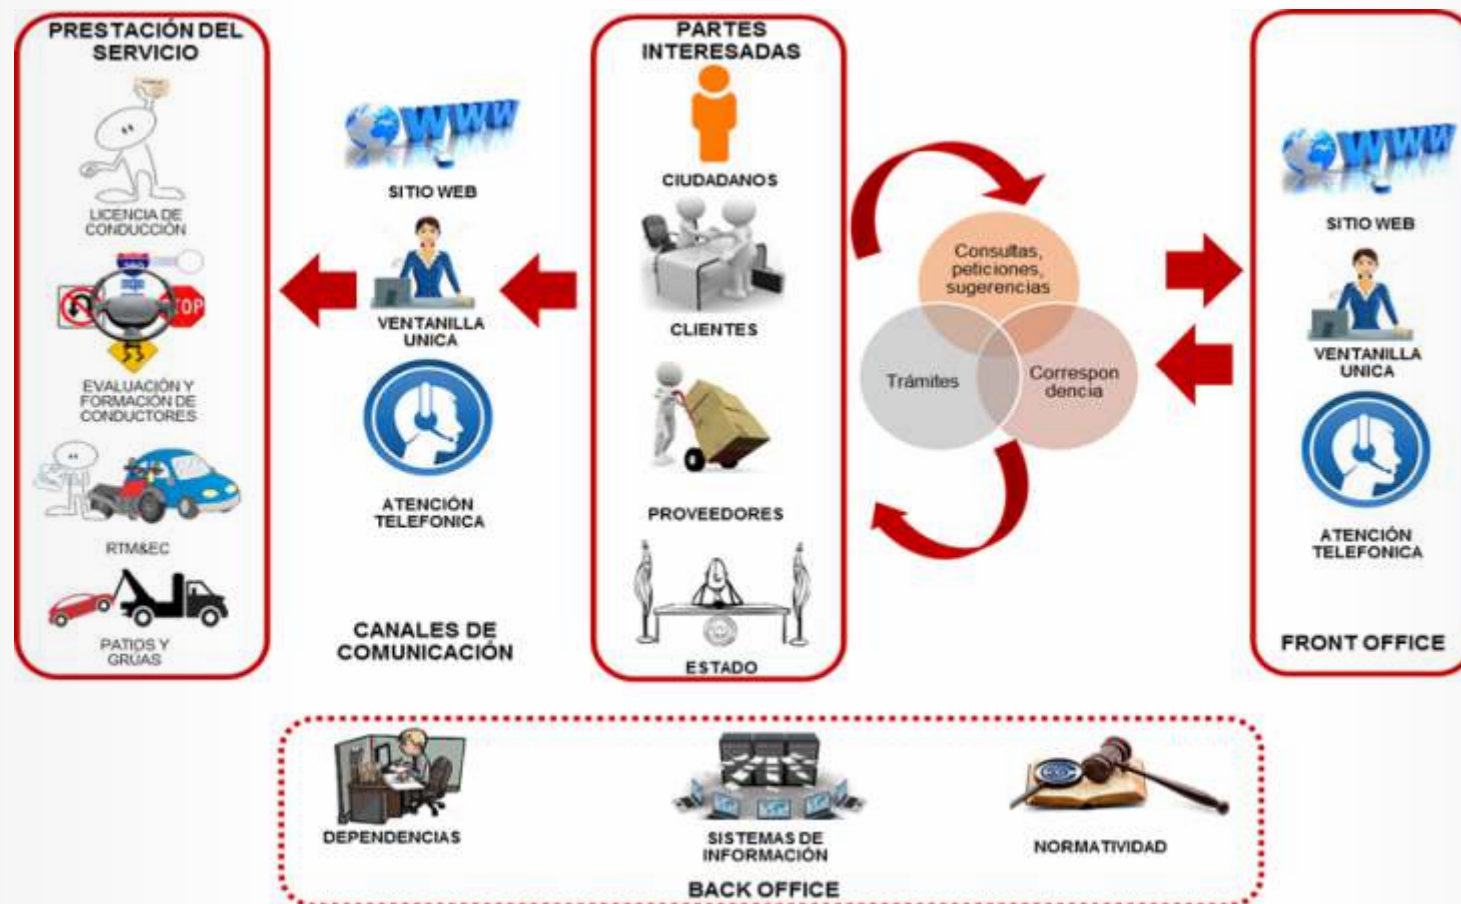 PRESTACIÓN DEL
SERVICIO
LICENCIA DE
CONDUCCIÓN
STOP
EVALUACIÓN Y
FORMACIÓN DE
CONDUCTORES
RTM&EC
PATIOS Y
GRÚAS
WWW
SITIO WEB
VENTANILLA
UNICA
ATENCIÓN
TELEFONICA
CANALES DE
COMUNICACIÓN
PARTES
INTERESADAS
CIUDADANOS
CLIENTES
PROVEEDORES
ESTADO
Consultas,
peticiones,
sugerencias
Trámites
Correspon
dencia
WWW
SITIO WEB
VENTANILLA
UNICA
ATENCIÓN
TELEFONICA
FRONT OFFICE
DEPENDENCIAS
SISTEMAS DE
INFORMACIÓN
NORMATIVIDAD
BACK OFFICE